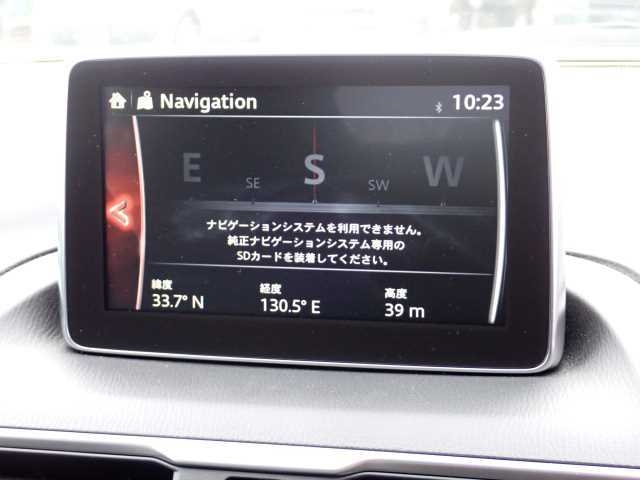 Navigation
10:23
E SE S SW W
ナビゲーションシステムを利用できません。
純正ナビゲーションシステム専用の
SDカードを装着してください。
緯度 経度 高度
33.7° N 130.5° E 39 m